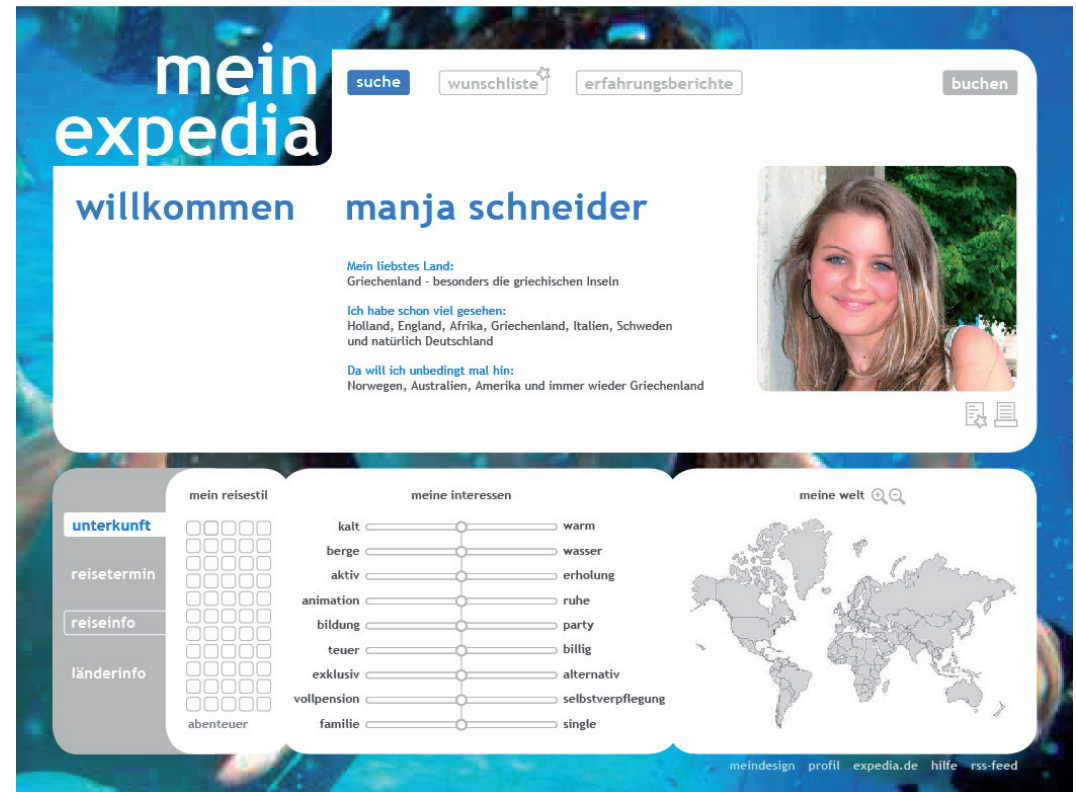 mein
expedia
suche
wunschliste
erfahrungsberichte
buchen
willkommen
manja schneider
Mein liebstes Land:
Griechenland - besonders die griechischen Inseln
Ich habe schon viel gesehen:
Holland, England, Afrika, Griechenland, Italien, Schweden
und natürlich Deutschland
Da will ich unbedingt mal hin:
Norwegen, Australien, Amerika und immer wieder Griechenland
unterkunft
reisetermin
reiseinfo
länderinfo
mein reisestil
abenteuer
meine interessen
kalt warm
berge wasser
aktiv erholung
animation ruhe
bildung party
teuer billig
exklusiv alternativ
vollpension selbstverpflegung
familie single
meine welt
meindesign profil expedia.de hilfe rss-feed